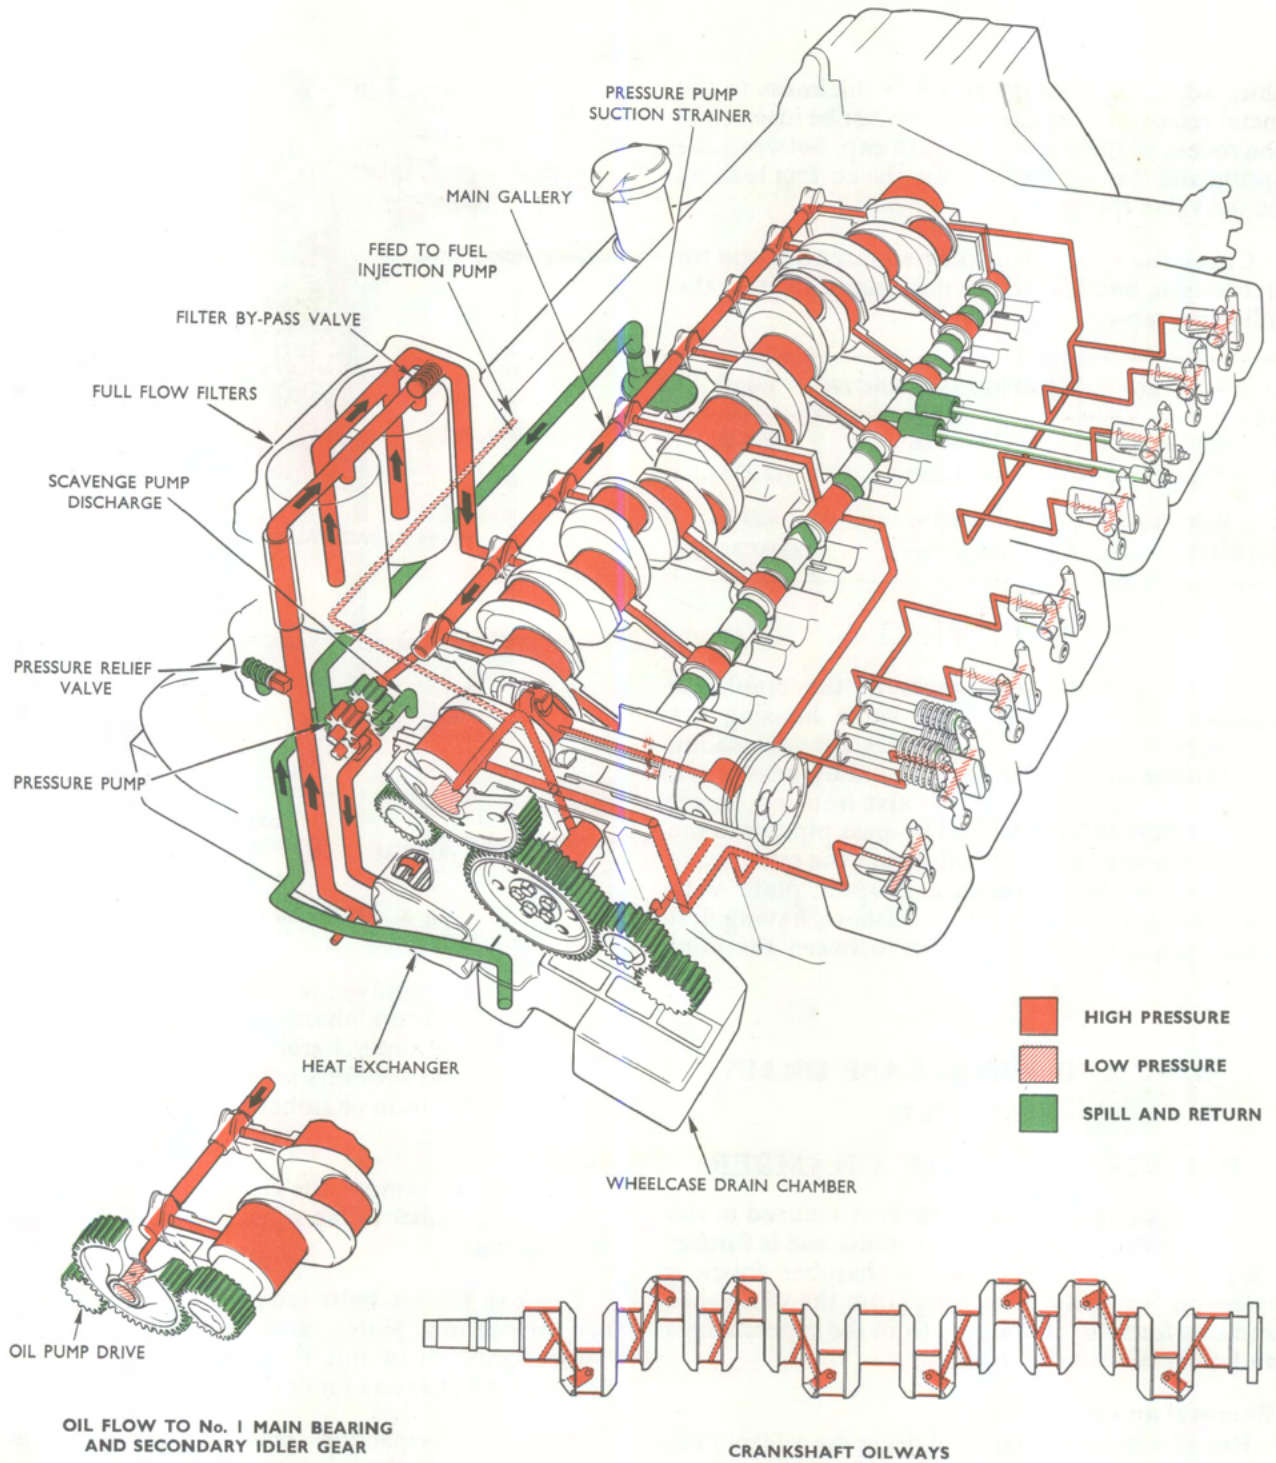 PRESSURE PUMP
SUCTION STRAINER
MAIN GALLERY
FEED TO FUEL
INJECTION PUMP
FILTER BY-PASS VALVE
FULL FLOW FILTERS
SCAVENGE PUMP
DISCHARGE
PRESSURE RELIEF
VALVE
PRESSURE PUMP
HEAT EXCHANGER
WHEELCASE DRAIN CHAMBER
HIGH PRESSURE
LOW PRESSURE
SPILL AND RETURN
OIL PUMP DRIVE
OIL FLOW TO No. 1 MAIN BEARING
AND SECONDARY IDLER GEAR
CRANKSHAFT OILWAYS